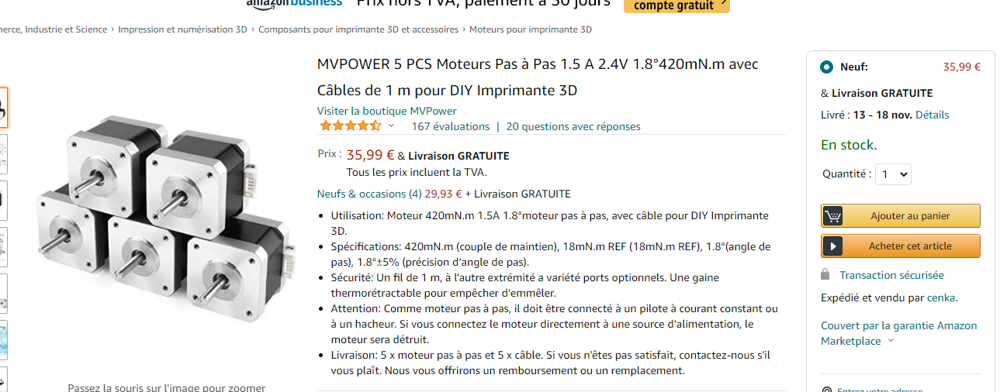 amazon business Prix hors TVA, paiement à 30 jours compte gratuit
merce, Industrie et Science › Impression et numérisation 3D › Composants pour imprimante 3D et accessoires › Moteurs pour imprimante 3D
MVPOWER 5 PCS Moteurs Pas à Pas 1.5 A 2.4V 1.8°420mN.m avec
Câbles de 1 m pour DIY Imprimante 3D
Visiter la boutique MVPower
167 évaluations | 20 questions avec réponses
Prix : 35,99 € & Livraison GRATUITE
Tous les prix incluent la TVA.
Neufs & occasions (4) 29,93 € + Livraison GRATUITE
• Utilisation: Moteur 420mN.m 1.5A 1.8°moteur pas à pas, avec câble pour DIY Imprimante
3D.
• Spécifications: 420mN.m (couple de maintien), 18mN.m REF (18mN.m REF), 1.8°(angle de
pas), 1.8°±5% (précision d’angle de pas).
• Sécurité: Un fil de 1 m, à l'autre extrémité a variété ports optionnels. Une gaine
thermorétractable pour empêcher d’emmêler.
• Attention: Comme moteur pas à pas, il doit être connecté à un pilote à courant constant ou
à un hacheur. Si vous connectez le moteur directement à une source d’alimentation, le
moteur sera détruit.
• Livraison: 5 x moteur pas à pas et 5 x câble. Si vous n'êtes pas satisfait, contactez-nous s'il
vous plaît. Nous vous offrirons un remboursement ou un remplacement.
Passez la souris sur l'image pour zoomer
Neuf: 35,99 €
& Livraison GRATUITE
Livré : 13 - 18 nov. Détails
En stock.
Quantité : 1
Ajouter au panier
Acheter cet article
Transaction sécurisée
Expédié et vendu par cenka.
Couvert par la garantie Amazon
Marketplace
Entrez votre adresse